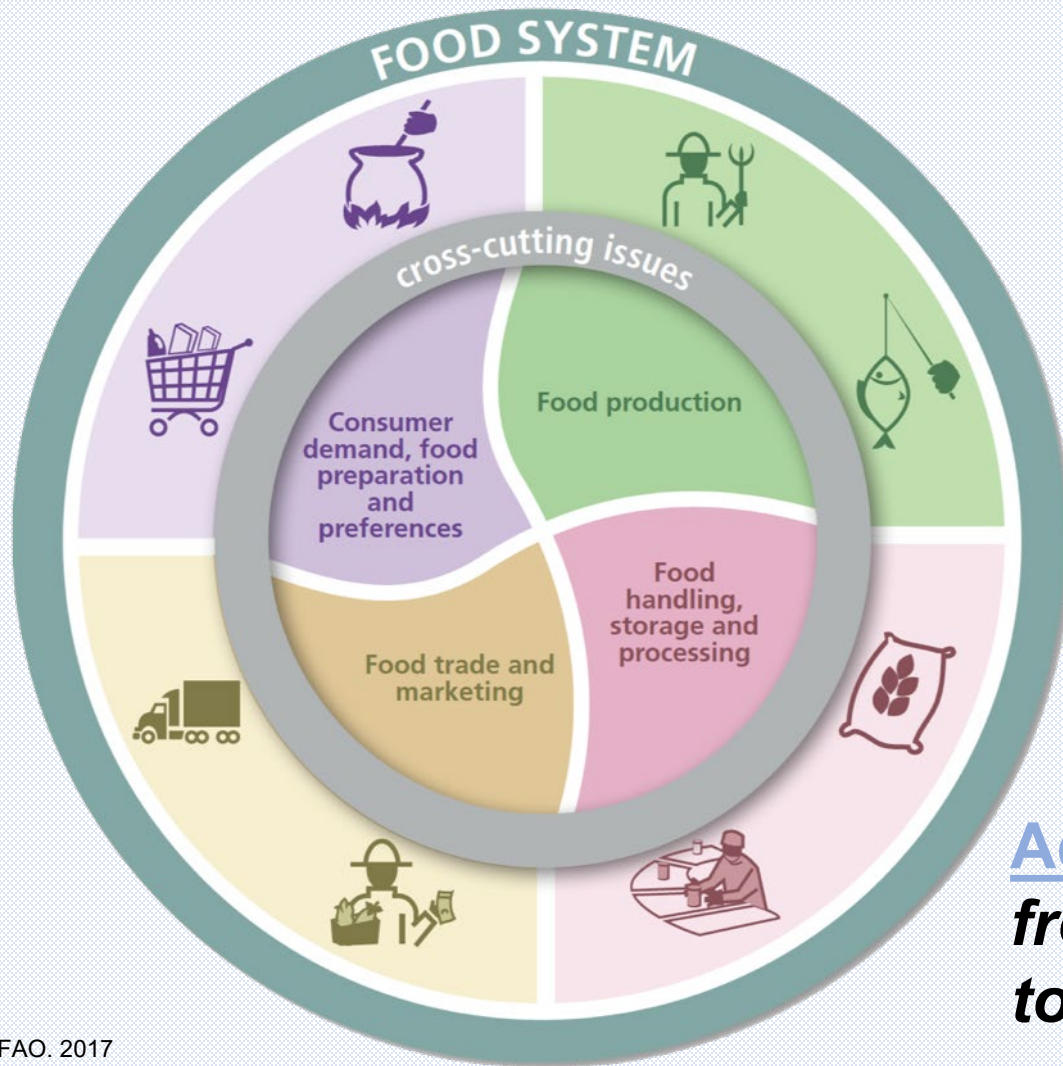 FOOD SYSTEM
cross-cutting issues
Consumer
demand, food
preparation
and
preferences
Food production
Food
handling,
storage and
processing
Food trade and
marketing
FAO. 2017